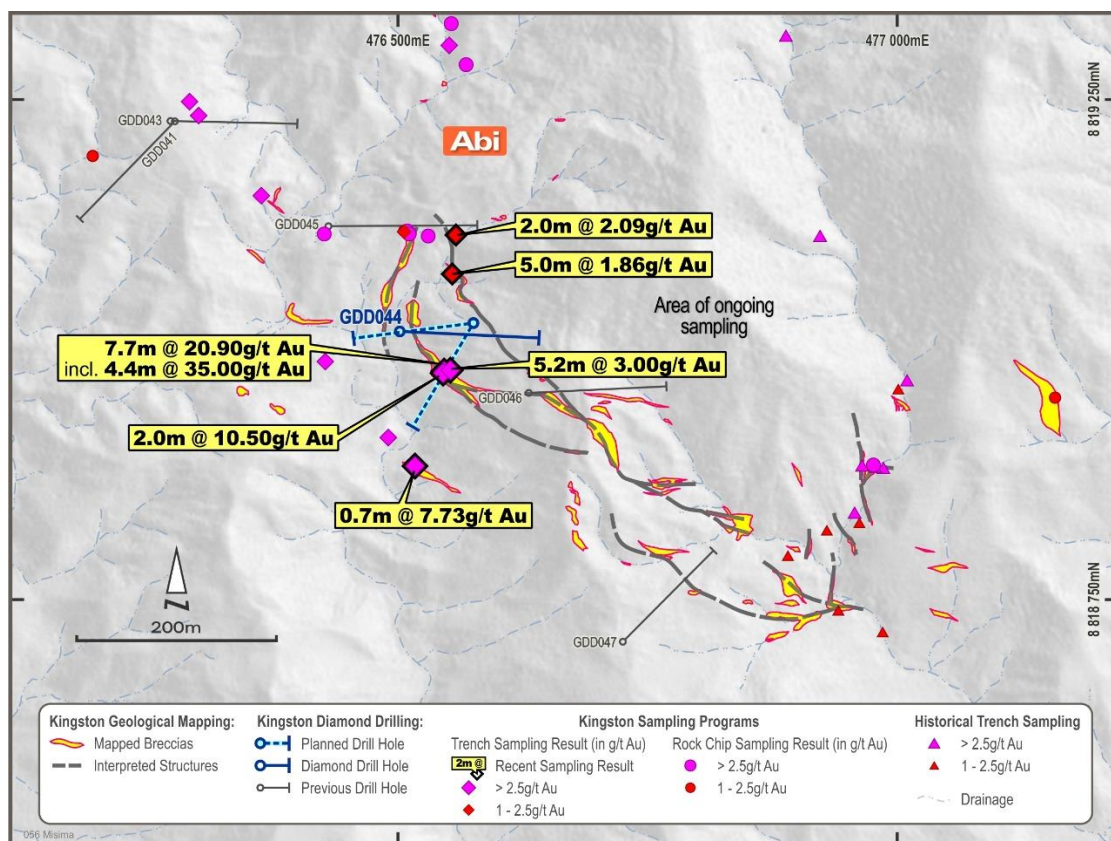 476 500mE
477 000mE
8 819 250mN
GDD043
GDD041
Abi
GDD045
2.0m @ 2.09g/t Au
5.0m @ 1.86g/t Au
Area of ongoing
sampling
GDD044
7.7m @ 20.90g/t Au
incl. 4.4m @ 35.00g/t Au
5.2m @ 3.00g/t Au
GDD046
2.0m @ 10.50g/t Au
0.7m @ 7.73g/t Au
8 818 750mN
N
200m
GDD047
Kingston Geological Mapping:
Mapped Breccias
Interpreted Structures
Kingston Diamond Drilling:
Planned Drill Hole
Diamond Drill Hole
Previous Drill Hole
Kingston Sampling Programs
Trench Sampling Result (in g/t Au)
2m @
Recent Sampling Result
> 2.5g/t Au
1 - 2.5g/t Au
Rock Chip Sampling Result (in g/t Au)
> 2.5g/t Au
1 - 2.5g/t Au
Historical Trench Sampling
> 2.5g/t Au
1 - 2.5g/t Au
Drainage
056 Misima